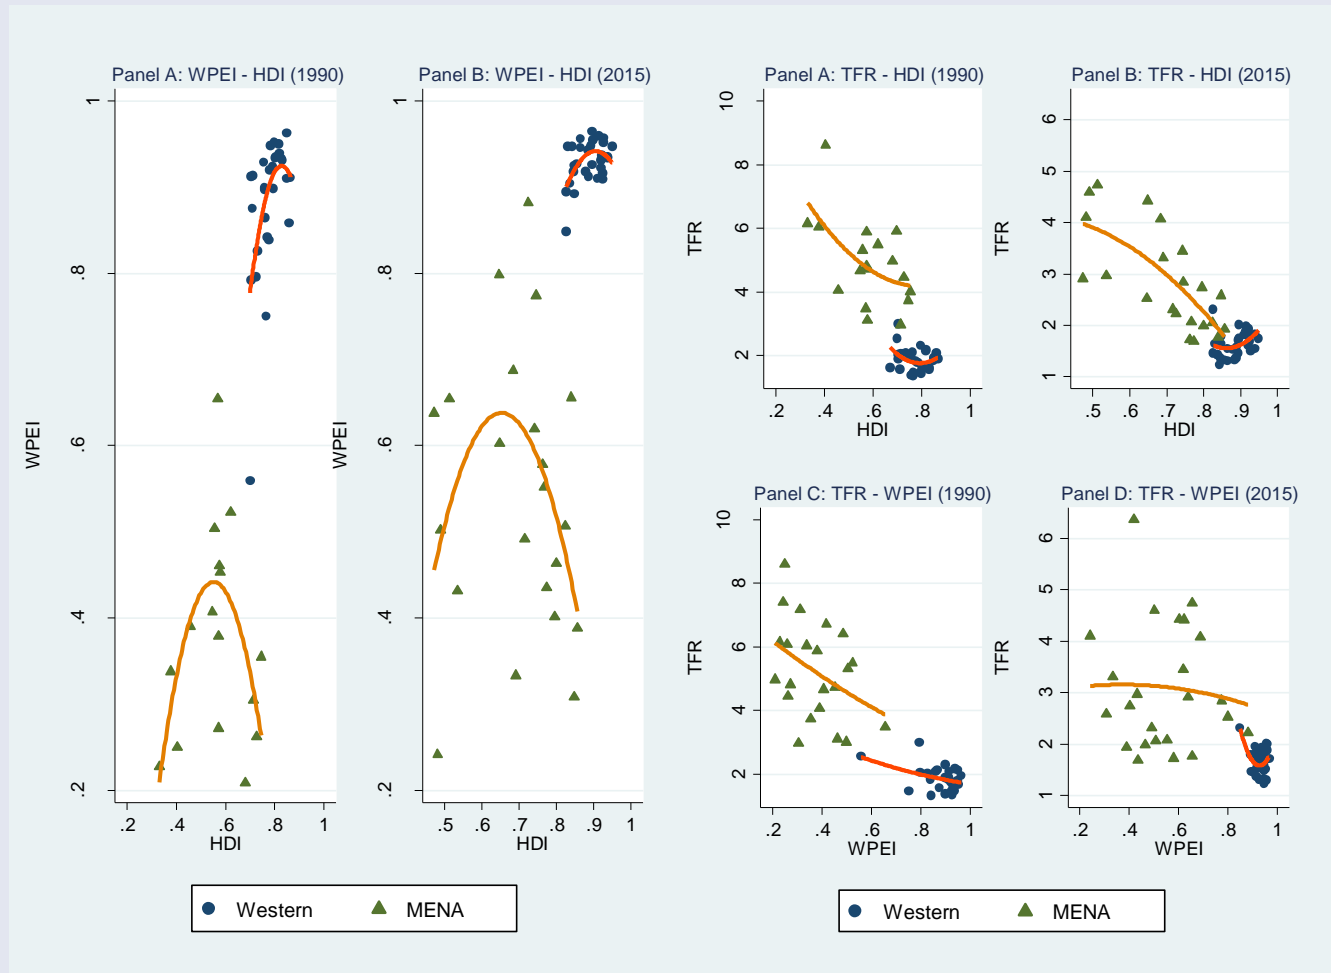 Panel A: WPEI - HDI (1990)
WPEI
1
.8
.6
.4
.2
.2 .4 .6 .8 1
HDI
Panel B: WPEI - HDI (2015)
WPEI
1
.8
.6
.4
.2
.5 .6 .7 .8 .9 1
HDI
Western MENA
Panel A: TFR - HDI (1990)
TFR
10
8
6
4
2
.2 .4 .6 .8 1
HDI
Panel B: TFR - HDI (2015)
TFR
6
5
4
3
2
1
.5 .6 .7 .8 .9 1
HDI
Panel C: TFR - WPEI (1990)
TFR
10
8
6
4
2
.2 .4 .6 .8 1
WPEI
Panel D: TFR - WPEI (2015)
TFR
6
5
4
3
2
1
.2 .4 .6 .8 1
WPEI
Western MENA